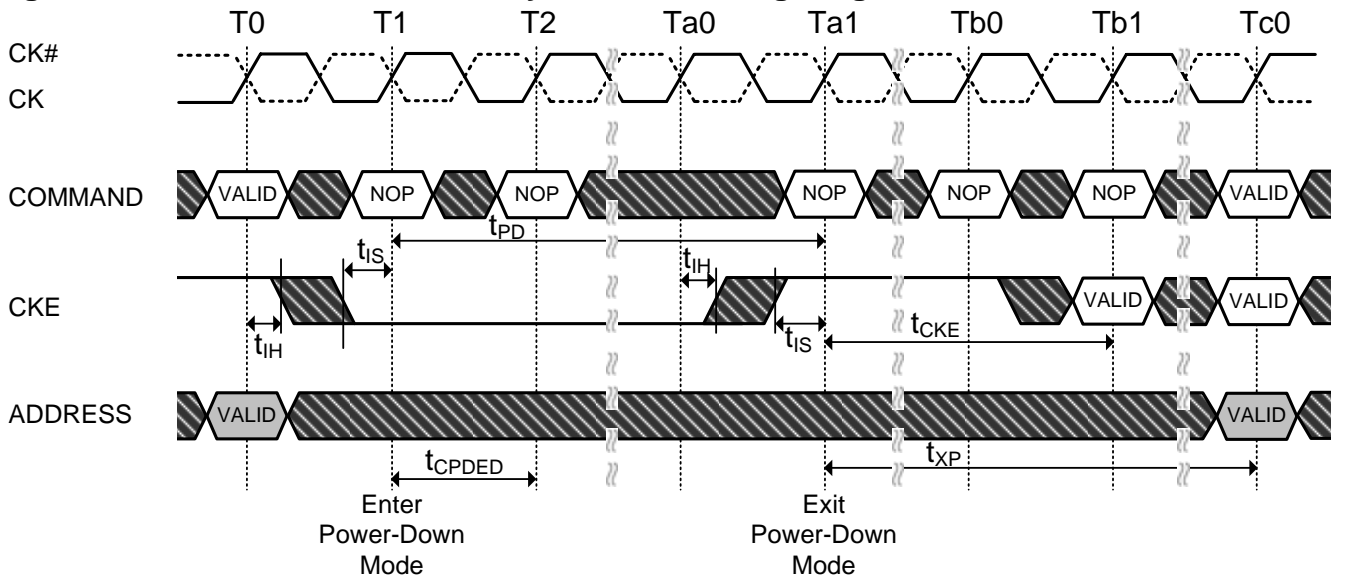 T0 T1 T2 Ta0 Ta1 Tb0 Tb1 Tc0
CK#
CK
COMMAND VALID NOP NOP NOP NOP NOP VALID
tPD
tIS tIH
CKE VALID VALID
tIH tIS tCKE
ADDRESS VALID VALID
tCPDED tXP
Enter Power-Down Mode
Exit Power-Down Mode